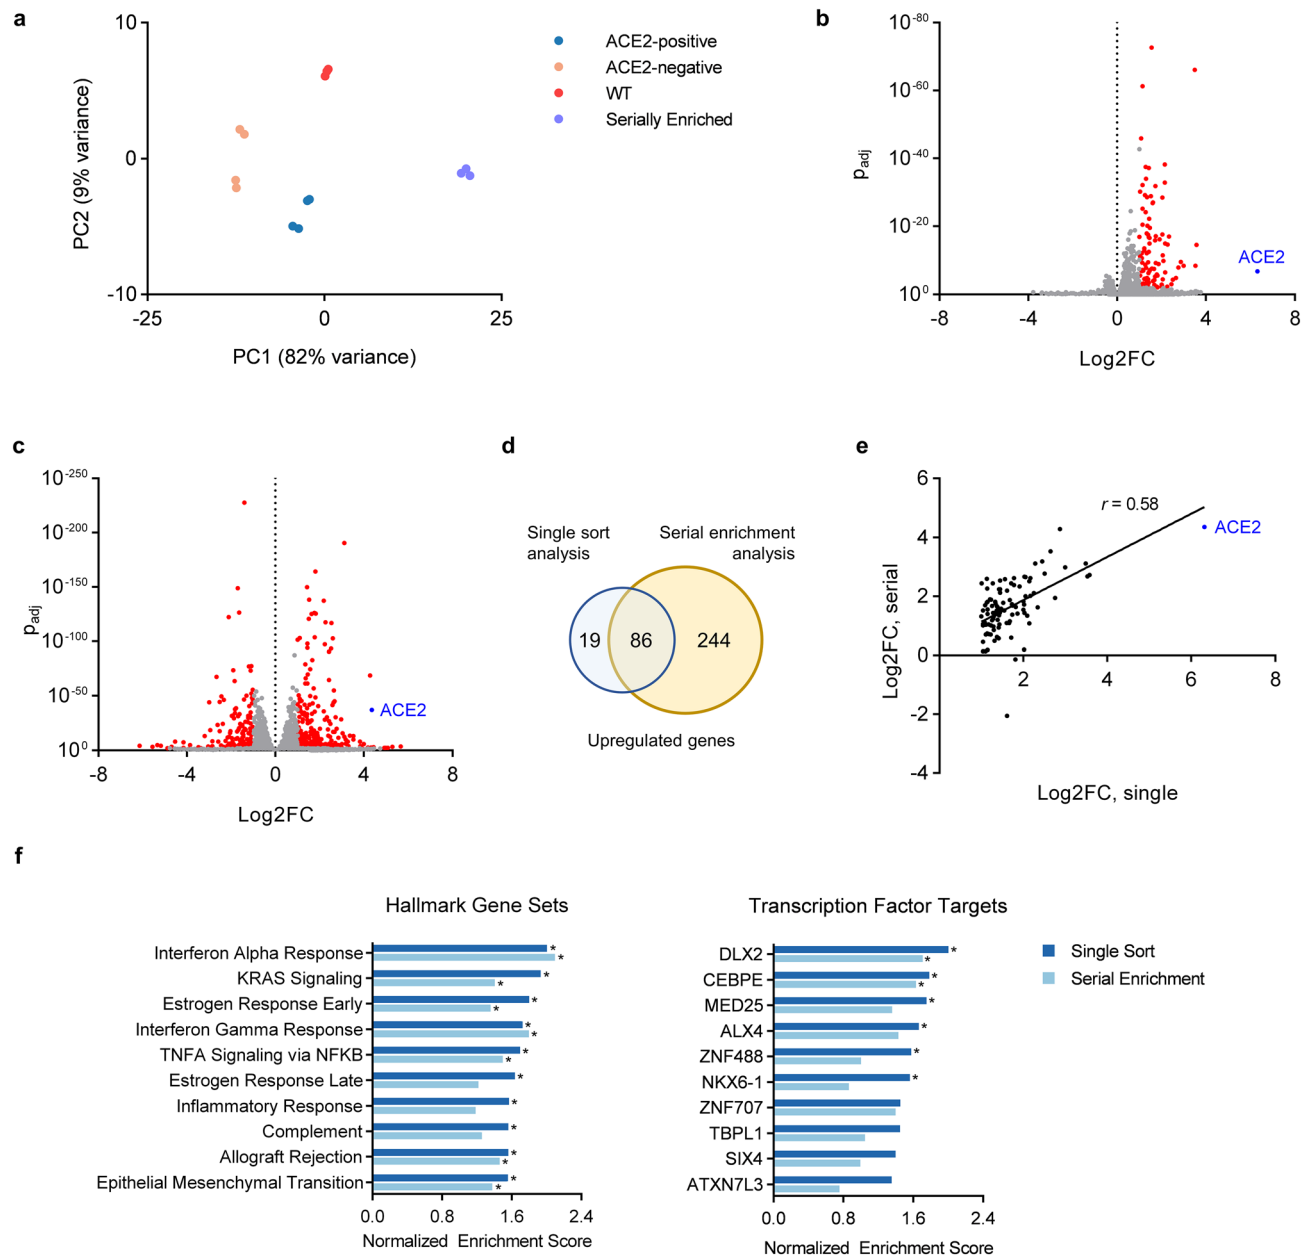 a
10
0
-10
-25
0
25
PC2 (9% variance)
PC1 (82% variance)
ACE2-positive
ACE2-negative
WT
Serially Enriched
b
10-80
10-60
10-40
10-20
100
padj
ACE2
-8
-4
0
4
8
Log2FC
c
10-250
10-200
10-150
10-100
10-50
100
padj
ACE2
-8
-4
0
4
8
Log2FC
d
Single sort
analysis
Serial enrichment
analysis
19
86
244
Upregulated genes
e
6
4
2
0
-2
-4
Log2FC, serial
r = 0.58
ACE2
2
4
6
8
Log2FC, single
f
Hallmark Gene Sets
Interferon Alpha Response
KRAS Signaling
Estrogen Response Early
Interferon Gamma Response
TNFA Signaling via NFKB
Estrogen Response Late
Inflammatory Response
Complement
Allograft Rejection
Epithelial Mesenchymal Transition
0.0
0.8
1.6
2.4
Normalized Enrichment Score
Transcription Factor Targets
DLX2
CEBPE
MED25
ALX4
ZNF488
NKX6-1
ZNF707
TBPL1
SIX4
ATXN7L3
0.0
0.8
1.6
2.4
Normalized Enrichment Score
Single Sort
Serial Enrichment